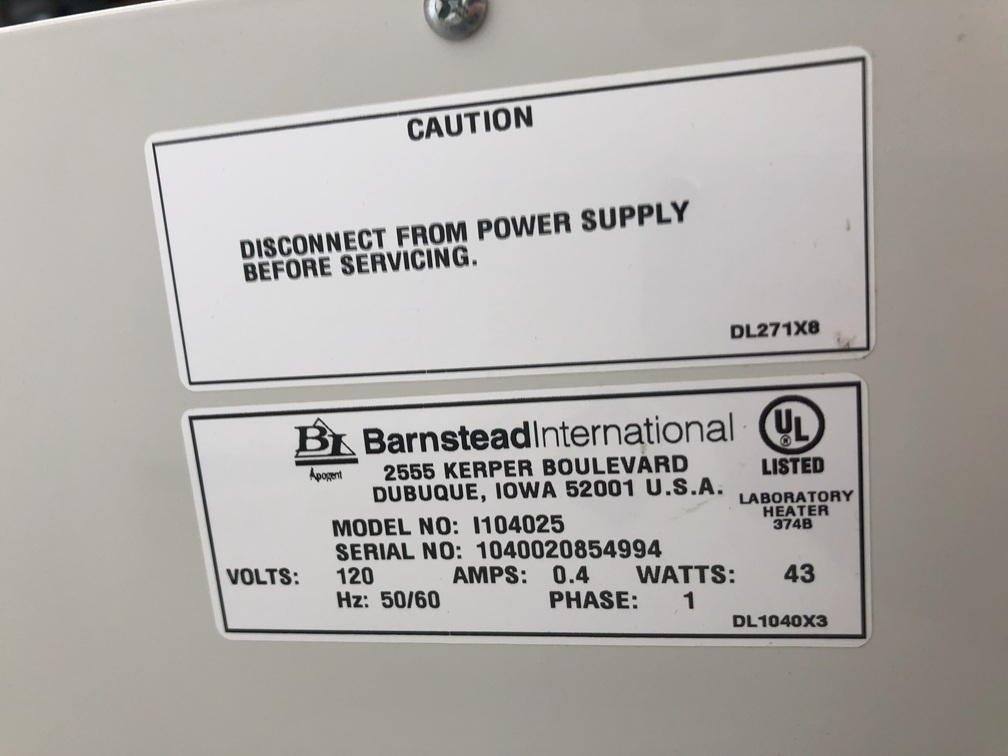 CAUTION
DISCONNECT FROM POWER SUPPLY
BEFORE SERVICING.
DL271X8
BI BarnsteadInternational
Apogent
2555 KERPER BOULEVARD
DUBUQUE, IOWA 52001 U.S.A.
UL
®
LISTED
LABORATORY
HEATER
374B
MODEL NO: I104025
SERIAL NO: 1040020854994
VOLTS: 120 AMPS: 0.4 WATTS: 43
Hz: 50/60 PHASE: 1
DL1040X3